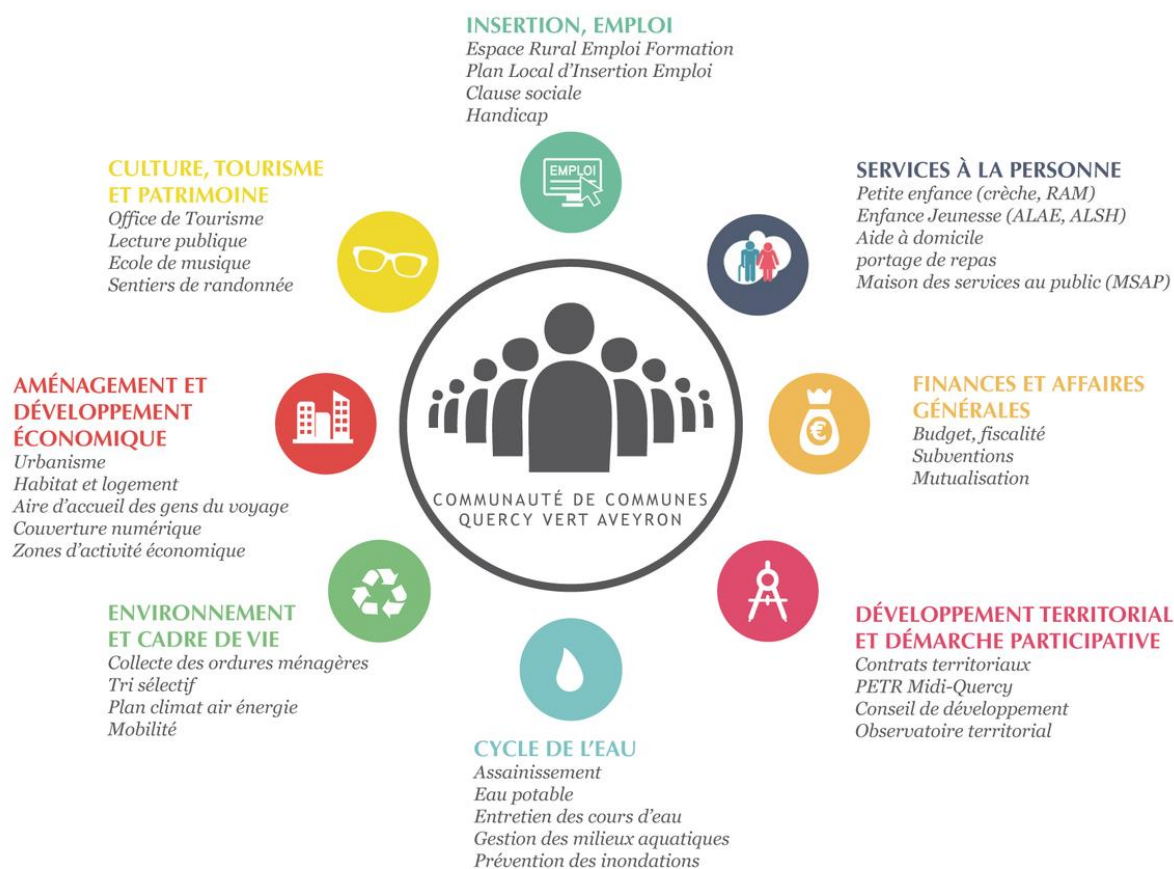 INSERTION, EMPLOI
Espace Rural Emploi Formation
Plan Local d'Insertion Emploi
Clause sociale
Handicap
EMPLOI
CULTURE, TOURISME
ET PATRIMOINE
Office de Tourisme
Lecture publique
Ecole de musique
Sentiers de randonnée
SERVICES À LA PERSONNE
Petite enfance (crèche, RAM)
Enfance Jeunesse (ALAE, ALSH)
Aide à domicile
portage de repas
Maison des services au public (MSAP)
AMÉNAGEMENT ET
DÉVELOPPEMENT
ÉCONOMIQUE
Urbanisme
Habitat et logement
Aire d'accueil des gens du voyage
Couverture numérique
Zones d'activité économique
COMMUNAUTÉ DE COMMUNES
QUERCY VERT AVEYRON
FINANCES ET AFFAIRES
GÉNÉRALES
Budget, fiscalité
Subventions
Mutualisation
€
ENVIRONNEMENT
ET CADRE DE VIE
Collecte des ordures ménagères
Tri sélectif
Plan climat air énergie
Mobilité
DÉVELOPPEMENT TERRITORIAL
ET DÉMARCHE PARTICIPATIVE
Contrats territoriaux
PETR Midi-Quercy
Conseil de développement
Observatoire territorial
CYCLE DE L'EAU
Assainissement
Eau potable
Entretien des cours d'eau
Gestion des milieux aquatiques
Prévention des inondations